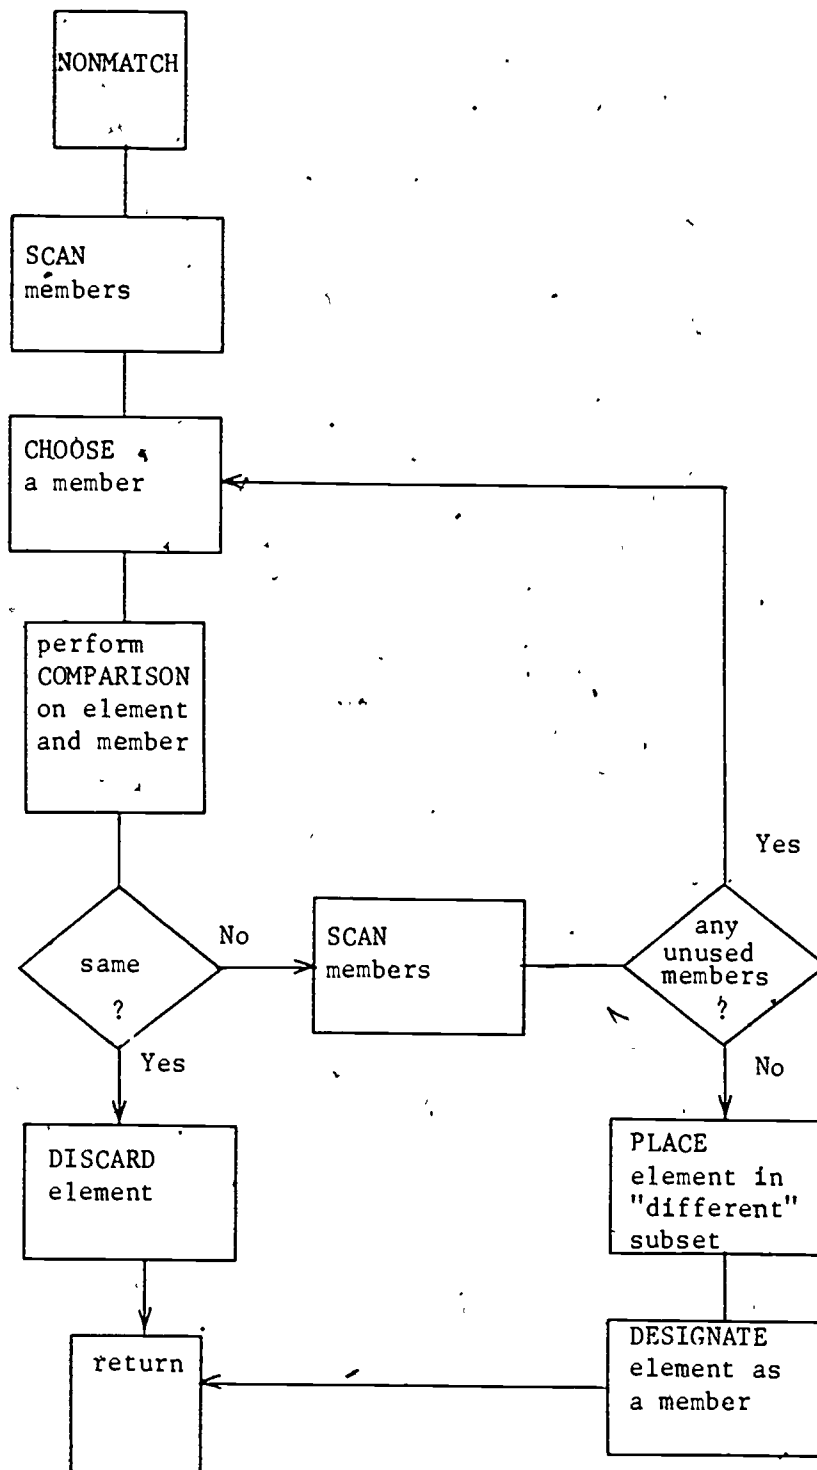 NONMATCH
SCAN
members
CHOOSE
a member
perform
COMPARISON
on element
and member
same
?
No
Yes
SCAN
members
any
unused
members
?
Yes
No
DISCARD
element
PLACE
element in
"different"
subset
DESIGNATE
element as
a member
return